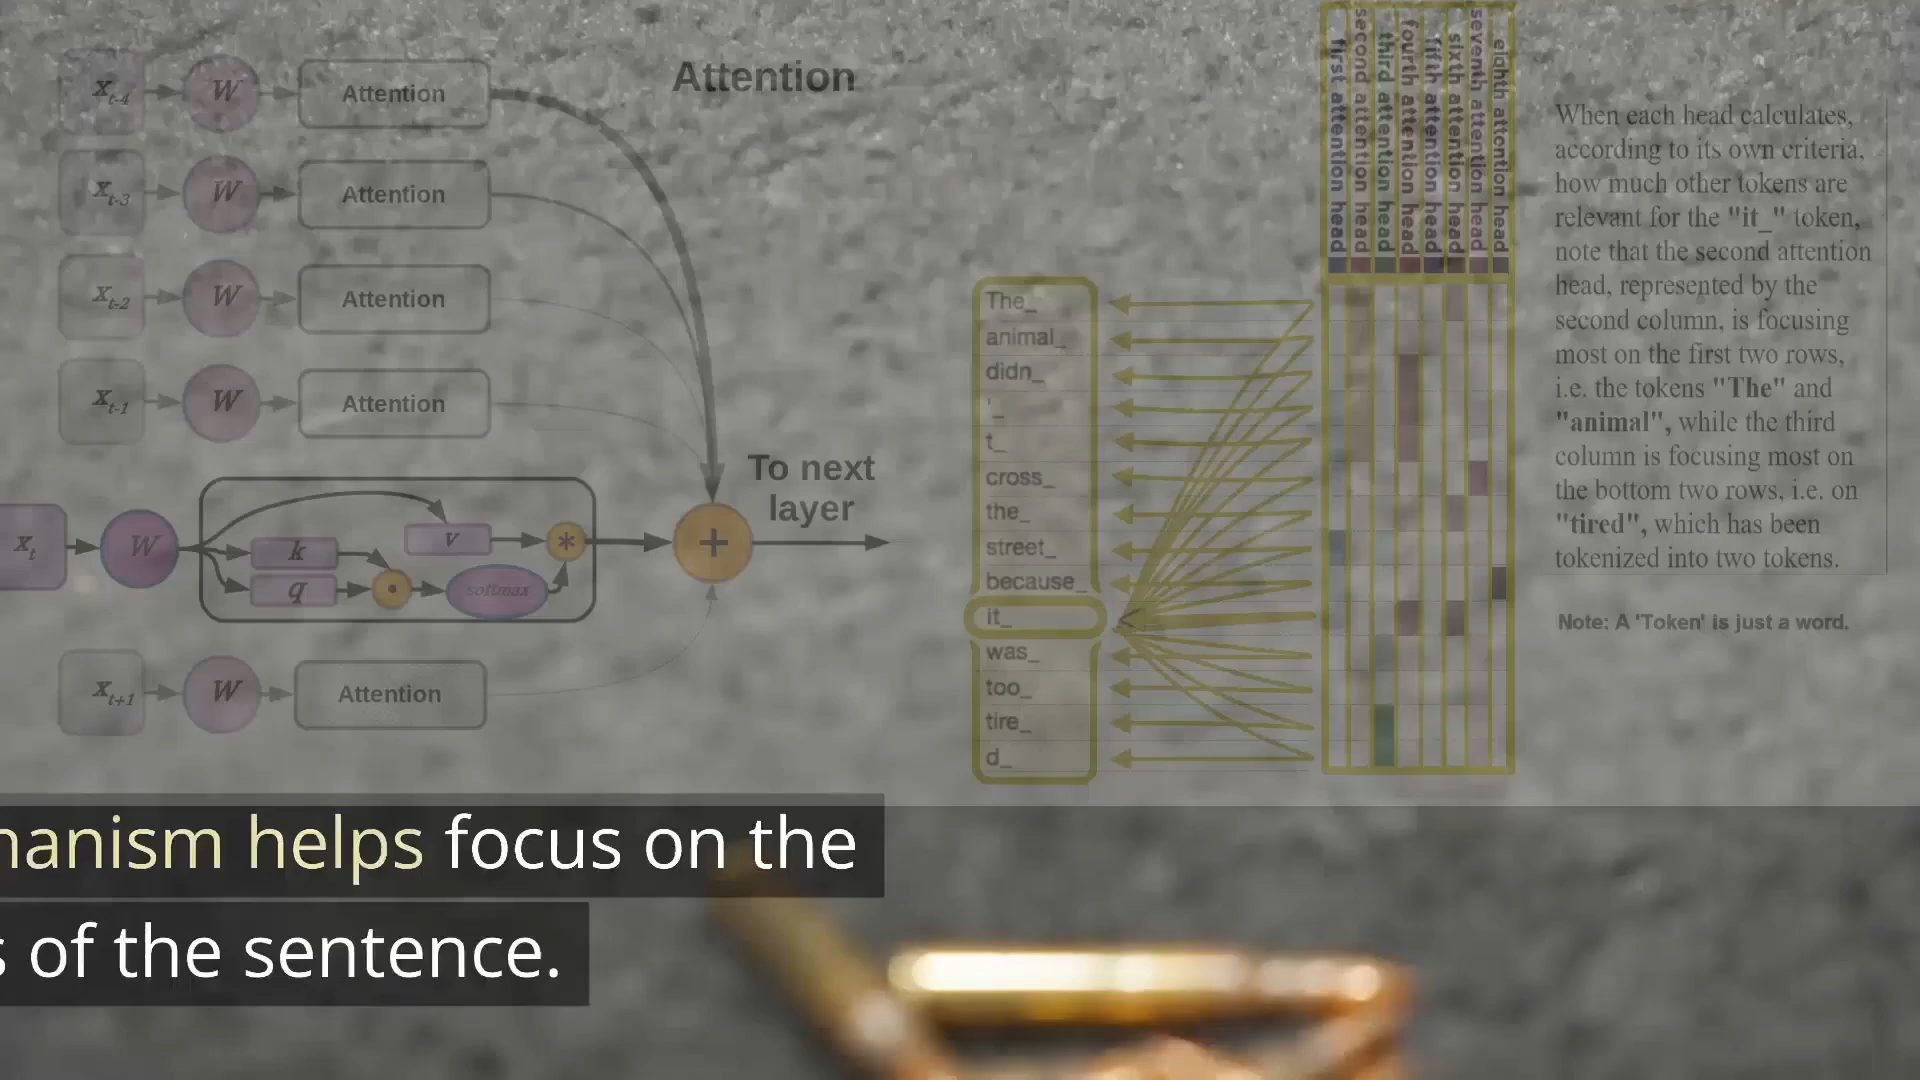 Attention
x t-4 W Attention
x t-3 W Attention
x t-2 W Attention
x t-1 W Attention
x t W k q v softmax * +
To next
layer
x t+1 W Attention
first attention head
second attention head
third attention head
fourth attention head
fifth attention head
sixth attention head
seventh attention head
eighth attention head
The_
animal_
didn_
'_
t_
cross_
the_
street_
because_
it_
was_
too_
tire_
d_
When each head calculates,
according to its own criteria,
how much other tokens are
relevant for the "it_" token,
note that the second attention
head, represented by the
second column, is focusing
most on the first two rows,
i.e. the tokens "The" and
"animal", while the third
column is focusing most on
the bottom two rows, i.e. on
"tired", which has been
tokenized into two tokens.
Note: A 'Token' is just a word.
helps focus on the
of the sentence.